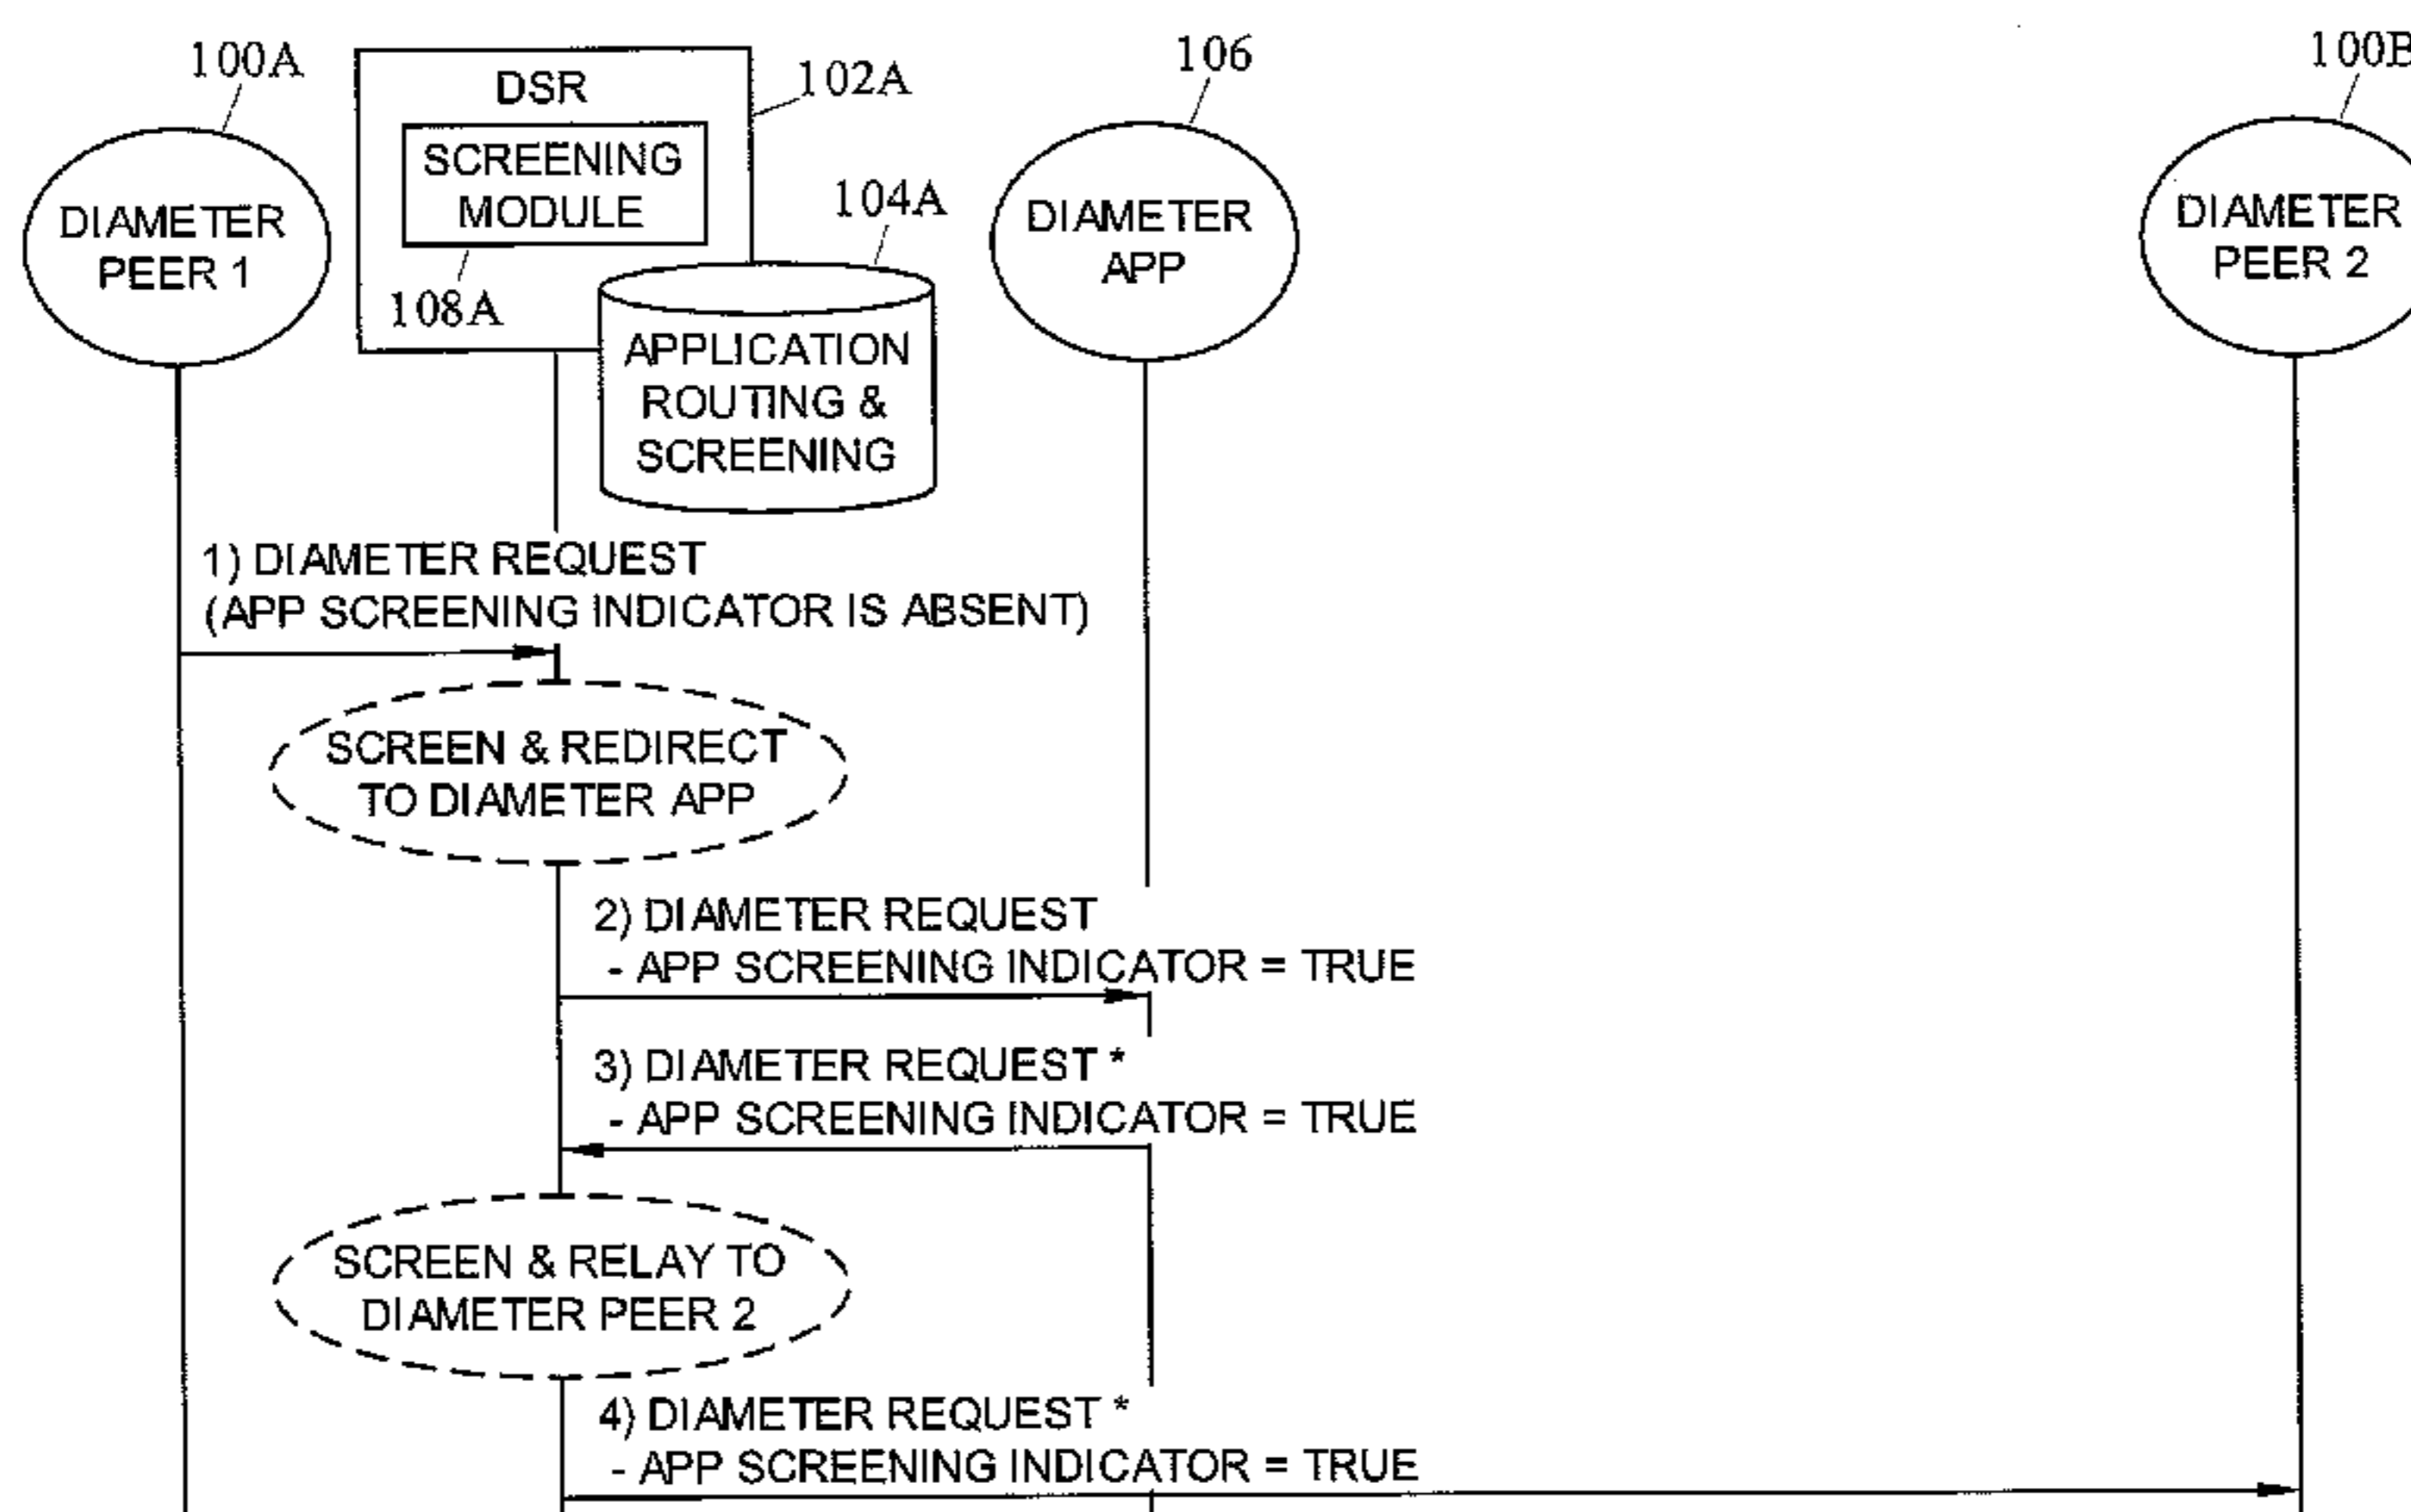 100A
DSR
102A
106
100B
SCREENING
MODULE
104A
DIAMETER
PEER 1
108A
DIAMETER
APP
DIAMETER
PEER 2
APPLICATION
ROUTING &
SCREENING
1) DIAMETER REQUEST
(APP SCREENING INDICATOR IS ABSENT)
SCREEN & REDIRECT
TO DIAMETER APP
2) DIAMETER REQUEST
- APP SCREENING INDICATOR = TRUE
3) DIAMETER REQUEST *
- APP SCREENING INDICATOR = TRUE
SCREEN & RELAY TO
DIAMETER PEER 2
4) DIAMETER REQUEST *
- APP SCREENING INDICATOR = TRUE